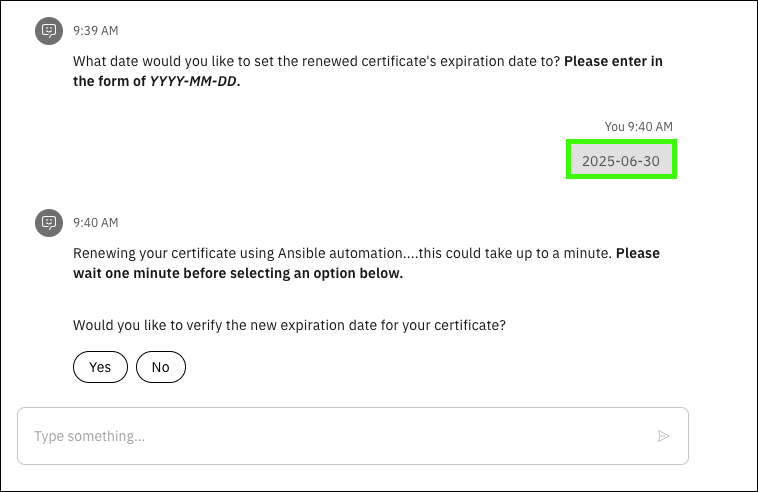 9:39 AM
What date would you like to set the renewed certificate's expiration date to? Please enter in
the form of YYYY-MM-DD.
You 9:40 AM
2025-06-30
9:40 AM
Renewing your certificate using Ansible automation....this could take up to a minute. Please
wait one minute before selecting an option below.
Would you like to verify the new expiration date for your certificate?
Yes No
Type something...